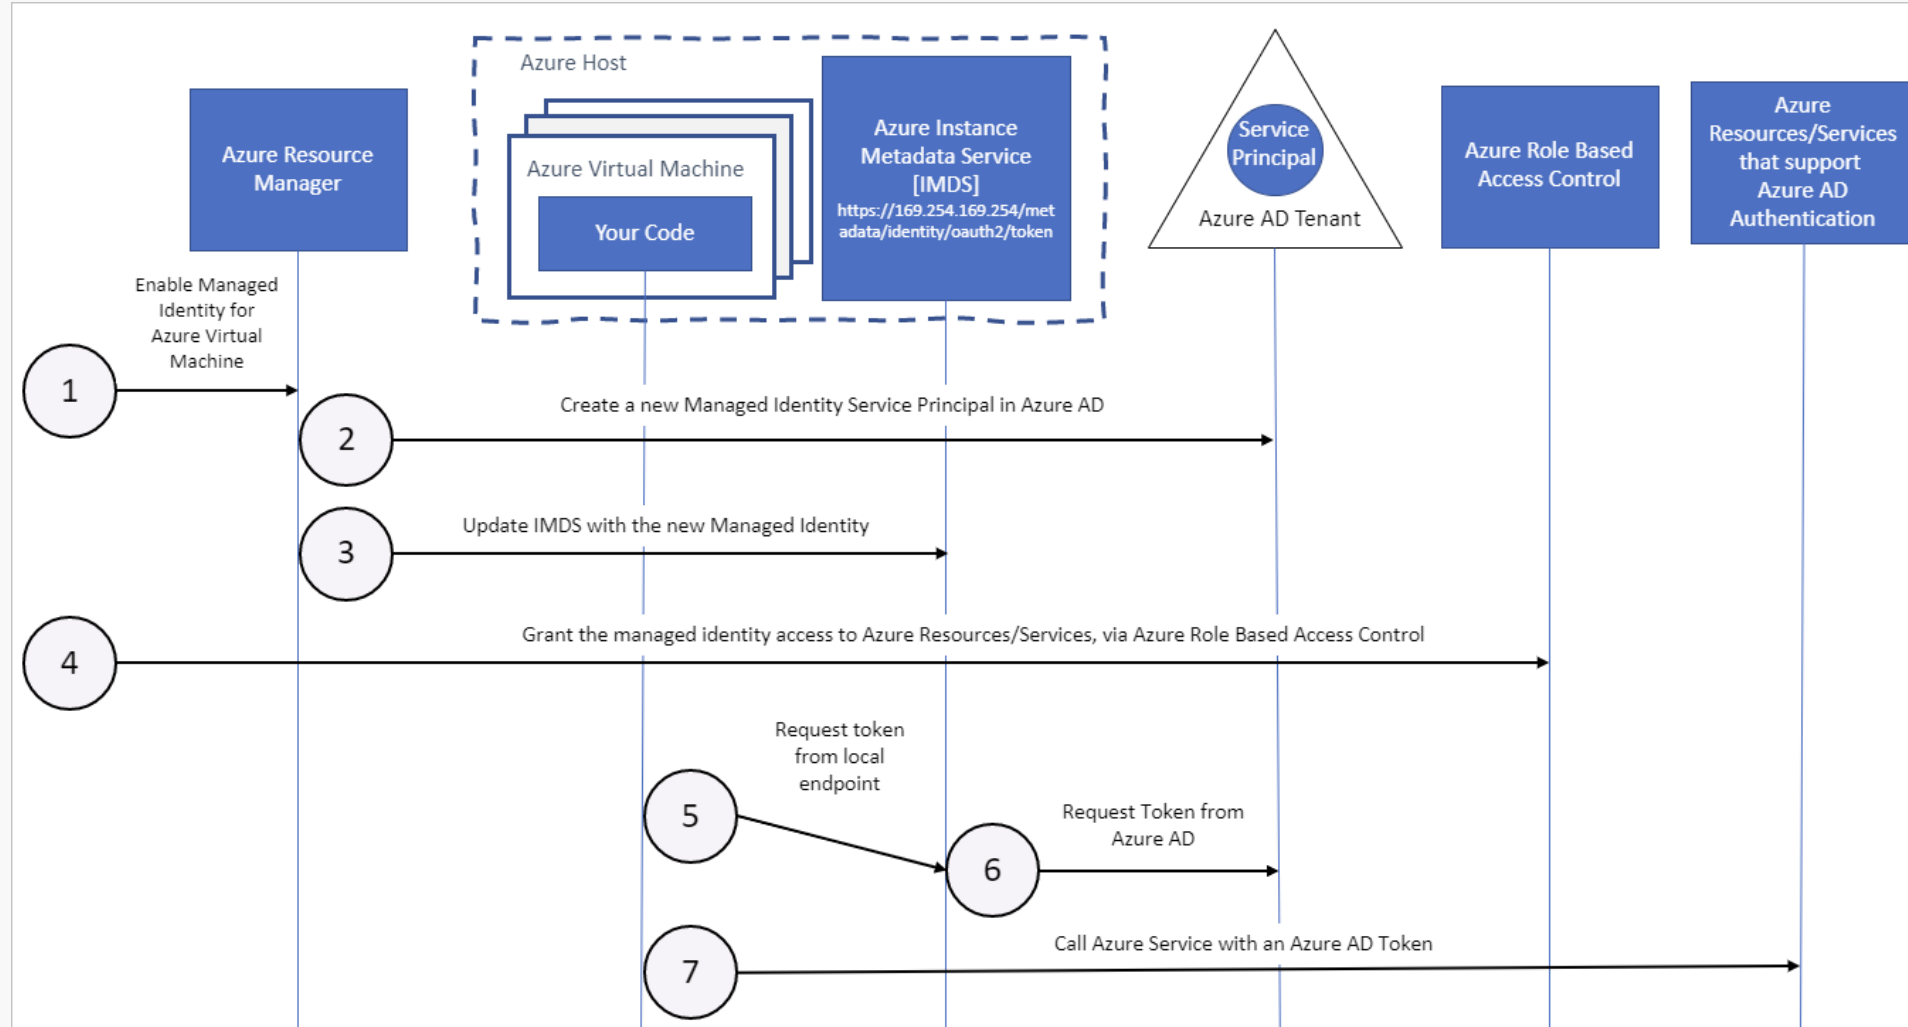 Azure Host
Azure Resource
Manager
Azure Virtual Machine
Your Code
Azure Instance
Metadata Service
[IMDS]
https://169.254.169.254/met
adata/identity/oauth2/token
Service
Principal
Azure AD Tenant
Azure Role Based
Access Control
Azure
Resources/Services
that support
Azure AD
Authentication
Enable Managed
Identity for
Azure Virtual
Machine
1
Create a new Managed Identity Service Principal in Azure AD
2
Update IMDS with the new Managed Identity
3
Grant the managed identity access to Azure Resources/Services, via Azure Role Based Access Control
4
Request token
from local
endpoint
5
Request Token from
Azure AD
6
Call Azure Service with an Azure AD Token
7